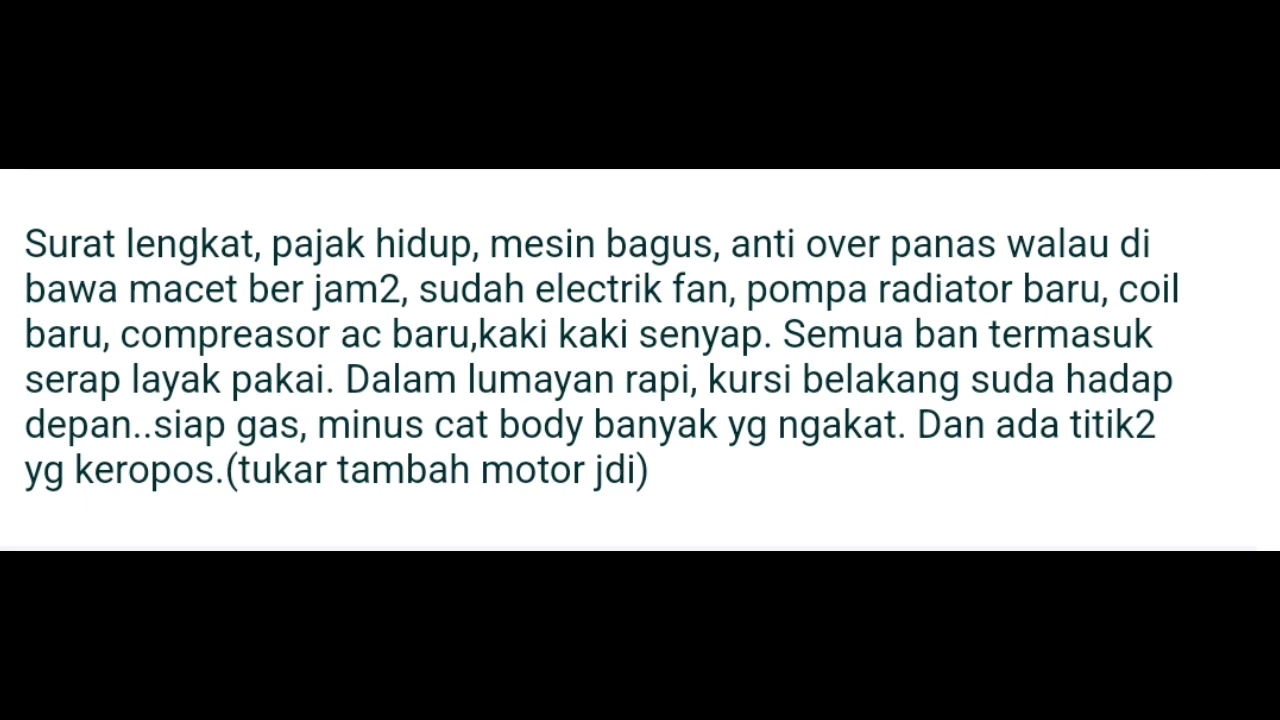 Surat lengkat, pajak hidup, mesin bagus, anti over panas walau di
bawa macet ber jam2, sudah electrik fan, pompa radiator baru, coil
baru, compreasor ac baru,kaki kaki senyap. Semua ban termasuk
serap layak pakai. Dalam lumayan rapi, kursi belakang suda hadap
depan..siap gas, minus cat body banyak yg ngakat. Dan ada titik2
yg keropos.(tukar tambah motor jdi)